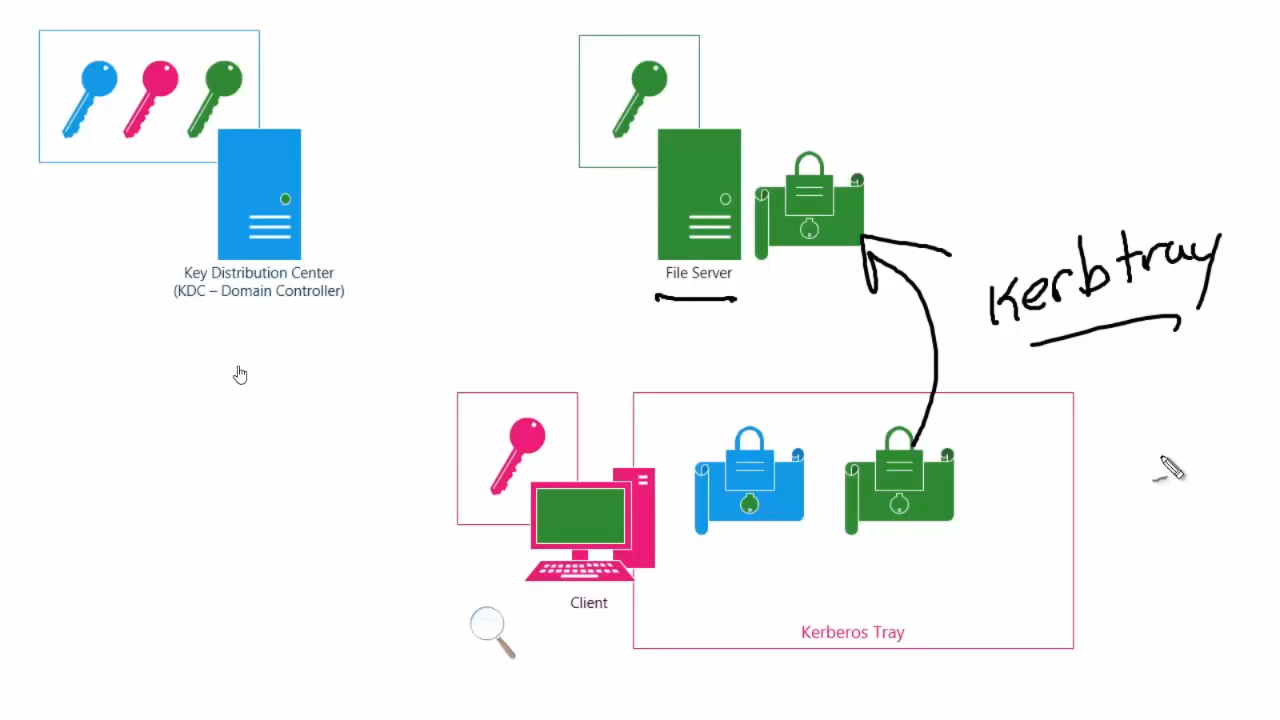 Key Distribution Center
(KDC – Domain Controller)
File Server
Kerbtray
Client
Kerberos Tray